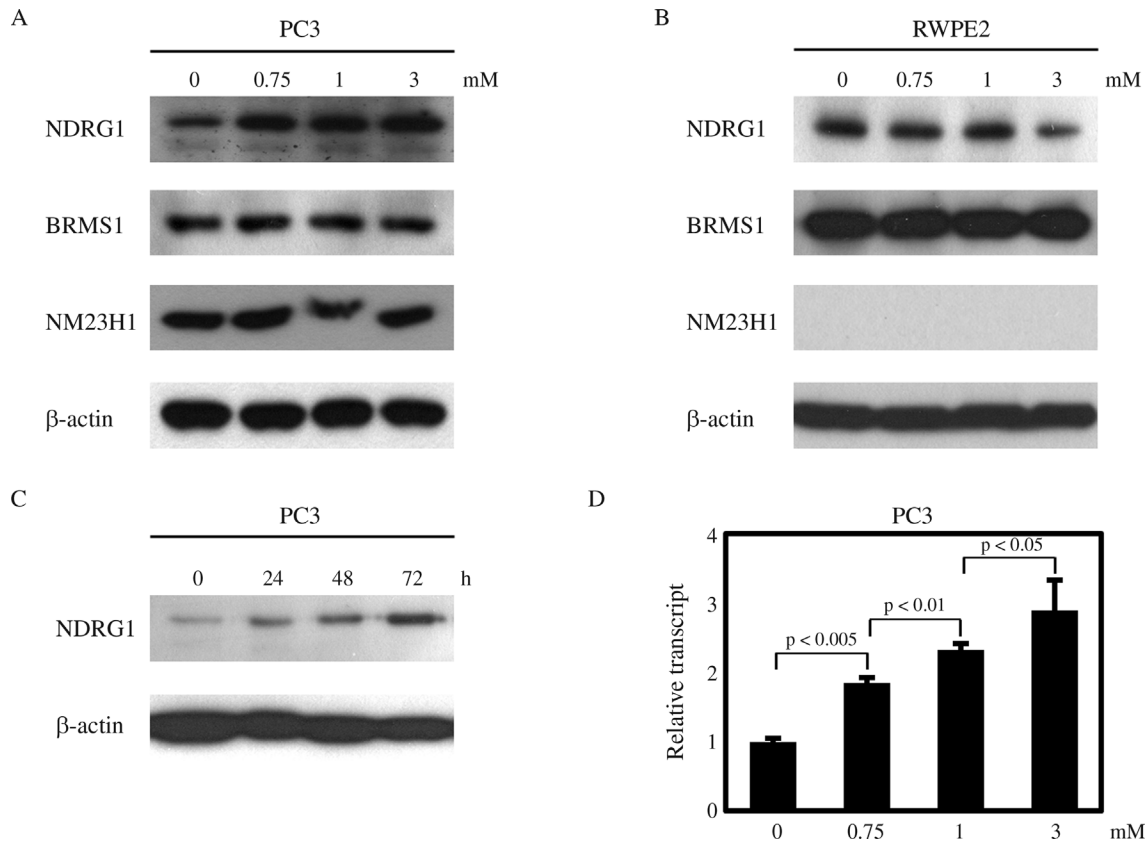 A
PC3
0 0.75 1 3 mM
NDRG1
BRMS1
NM23H1
β-actin
B
RWPE2
0 0.75 1 3 mM
NDRG1
BRMS1
NM23H1
β-actin
C
PC3
0 24 48 72 h
NDRG1
β-actin
D
PC3
Relative transcript
4
3
2
1
0
p < 0.005
p < 0.01
p < 0.05
0 0.75 1 3 mM